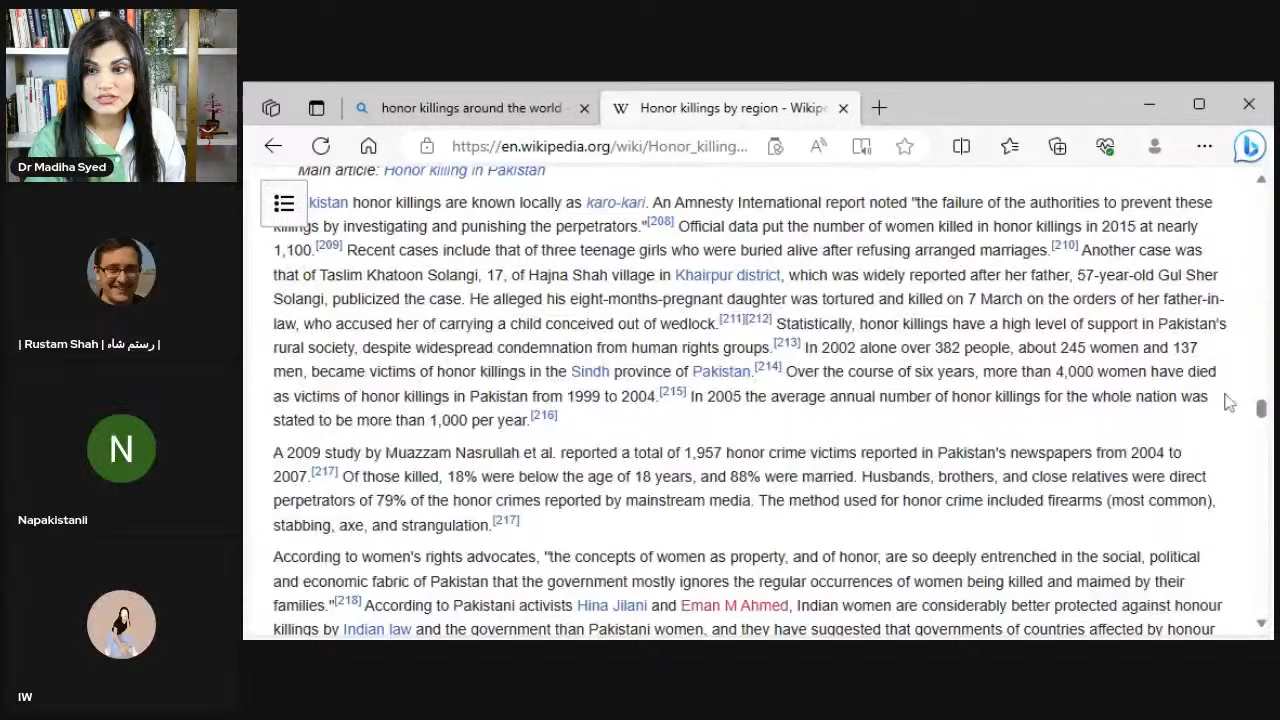 Dr Madiha Syed
| Rustam Shah | رستم شاہ |
N
Napakistanii
IW
honor killings around the world
Honor killings by region - Wikipe
https://en.wikipedia.org/wiki/Honor_killing...
Main article: Honor killing in Pakistan
kistan honor killings are known locally as karo-kari. An Amnesty International report noted "the failure of the authorities to prevent these
killings by investigating and punishing the perpetrators."[208] Official data put the number of women killed in honor killings in 2015 at nearly
1,100.[209] Recent cases include that of three teenage girls who were buried alive after refusing arranged marriages.[210] Another case was
that of Taslim Khatoon Solangi, 17, of Hajna Shah village in Khairpur district, which was widely reported after her father, 57-year-old Gul Sher
Solangi, publicized the case. He alleged his eight-months-pregnant daughter was tortured and killed on 7 March on the orders of her father-in-
law, who accused her of carrying a child conceived out of wedlock.[211][212] Statistically, honor killings have a high level of support in Pakistan's
rural society, despite widespread condemnation from human rights groups.[213] In 2002 alone over 382 people, about 245 women and 137
men, became victims of honor killings in the Sindh province of Pakistan.[214] Over the course of six years, more than 4,000 women have died
as victims of honor killings in Pakistan from 1999 to 2004.[215] In 2005 the average annual number of honor killings for the whole nation was
stated to be more than 1,000 per year.[216]
A 2009 study by Muazzam Nasrullah et al. reported a total of 1,957 honor crime victims reported in Pakistan's newspapers from 2004 to
2007.[217] Of those killed, 18% were below the age of 18 years, and 88% were married. Husbands, brothers, and close relatives were direct
perpetrators of 79% of the honor crimes reported by mainstream media. The method used for honor crime included firearms (most common),
stabbing, axe, and strangulation.[217]
According to women's rights advocates, "the concepts of women as property, and of honor, are so deeply entrenched in the social, political
and economic fabric of Pakistan that the government mostly ignores the regular occurrences of women being killed and maimed by their
families."[218] According to Pakistani activists Hina Jilani and Eman M Ahmed, Indian women are considerably better protected against honour
killings by Indian law and the government than Pakistani women, and they have suggested that governments of countries affected by honour